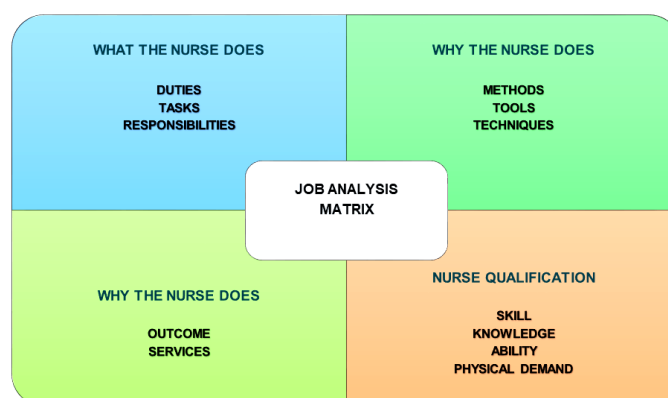 WHAT THE NURSE DOES
DUTIES
TASKS
RESPONSIBILITIES
WHY THE NURSE DOES
METHODS
TOOLS
TECHNIQUES
JOB ANALYSIS
MATRIX
WHY THE NURSE DOES
OUTCOME
SERVICES
NURSE QUALIFICATION
SKILL
KNOWLEDGE
ABILITY
PHYSICAL DEMAND